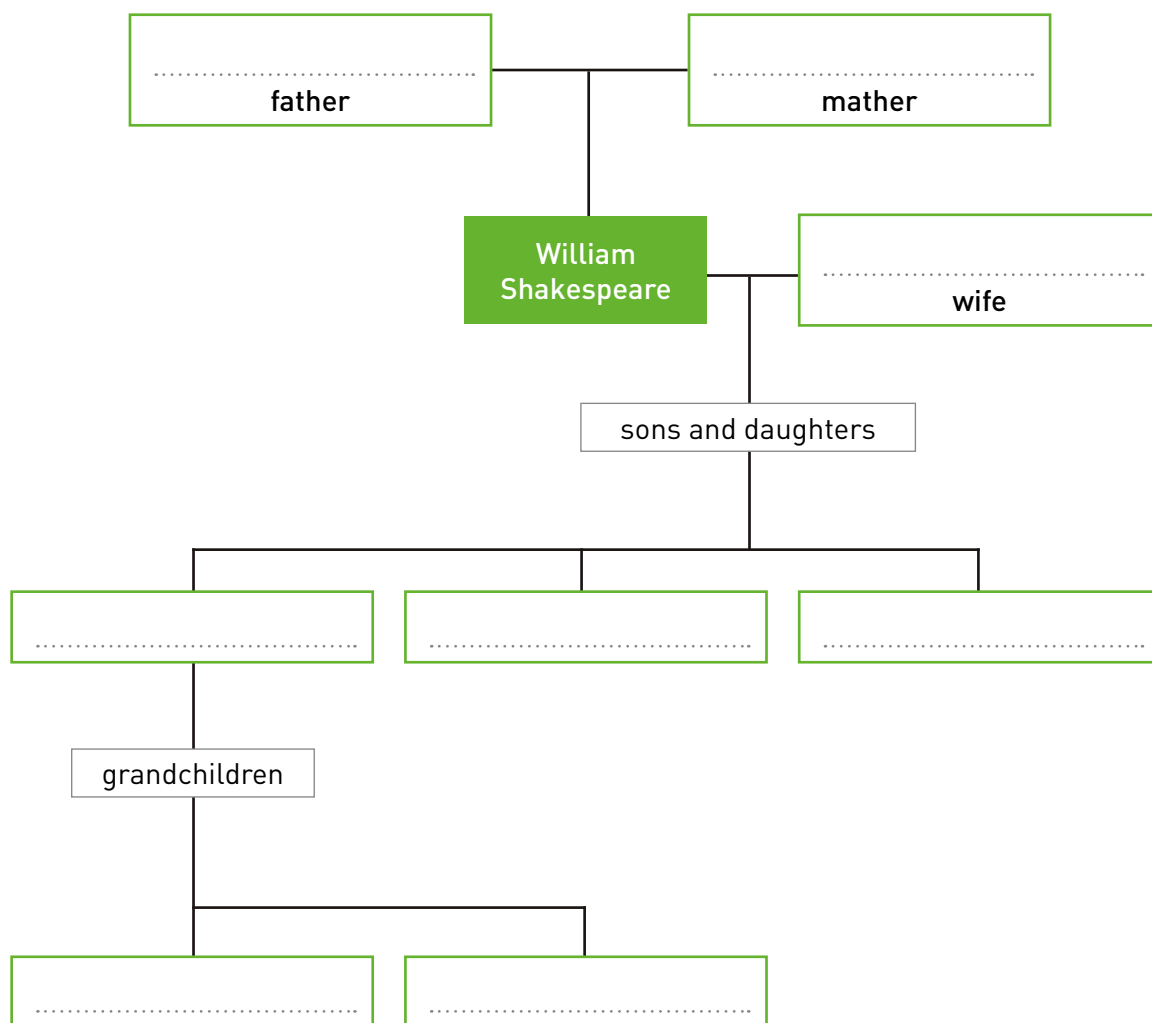 father
mather
William
Shakespeare
wife
sons and daughters
grandchildren